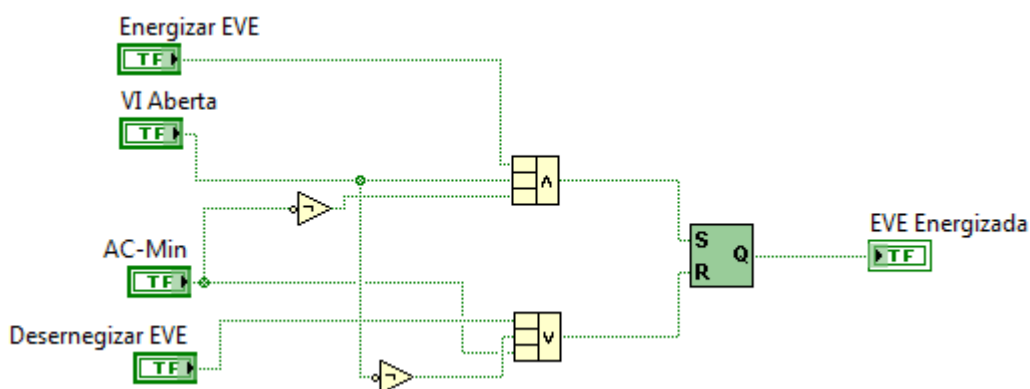 Energizar EVE
TF
VI Aberta
TF
AC-Min
TF
Desernegizar EVE
TF
S
R
Q
EVE Energizada
TF